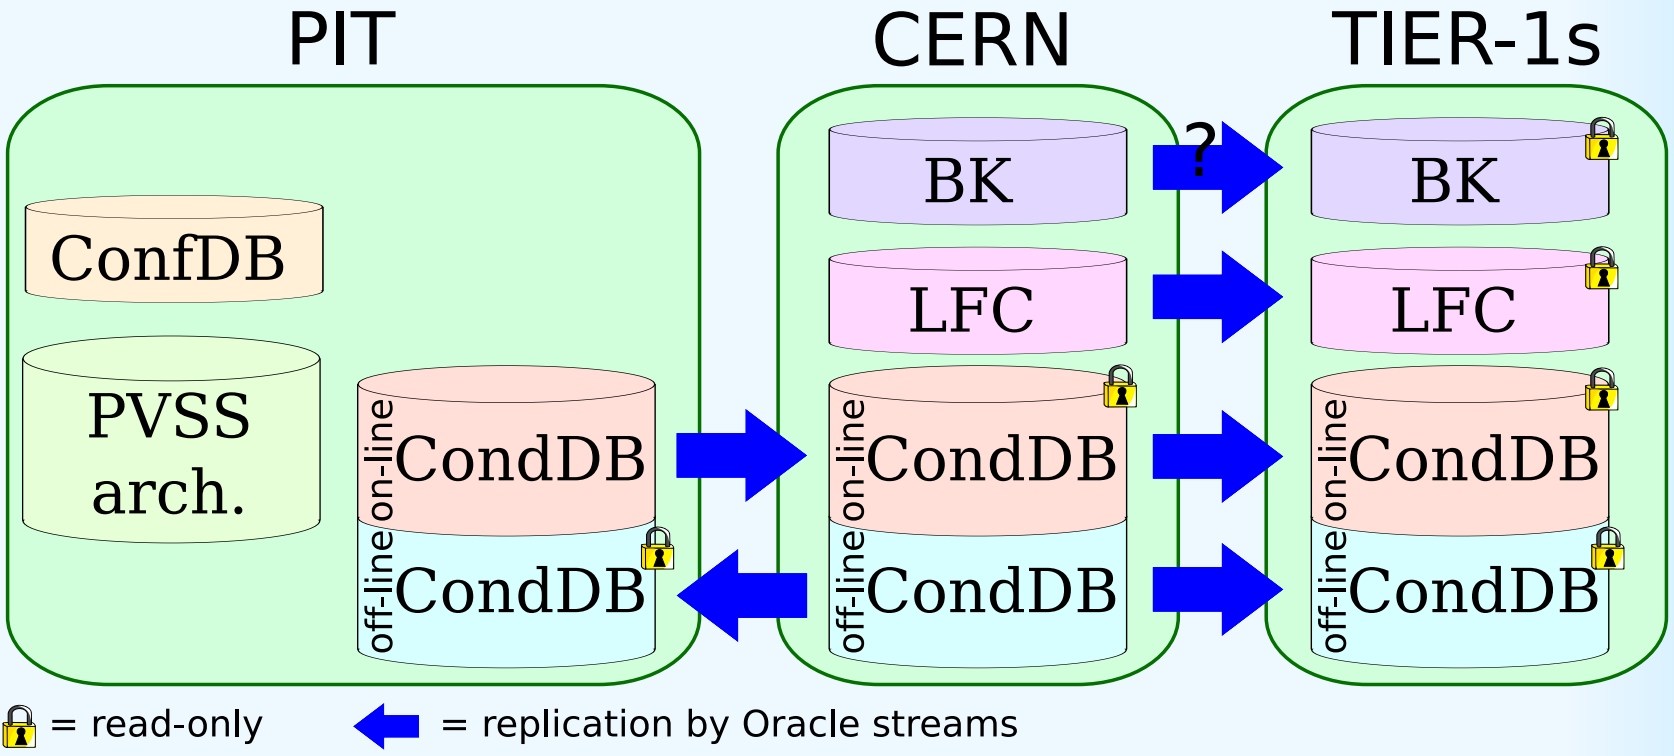 PIT
CERN
TIER-1s
ConfDB
PVSS
arch.
on-line
CondDB
off-line
CondDB
BK
LFC
on-line
CondDB
off-line
CondDB
?
BK
LFC
on-line
CondDB
off-line
CondDB
= read-only
= replication by Oracle streams